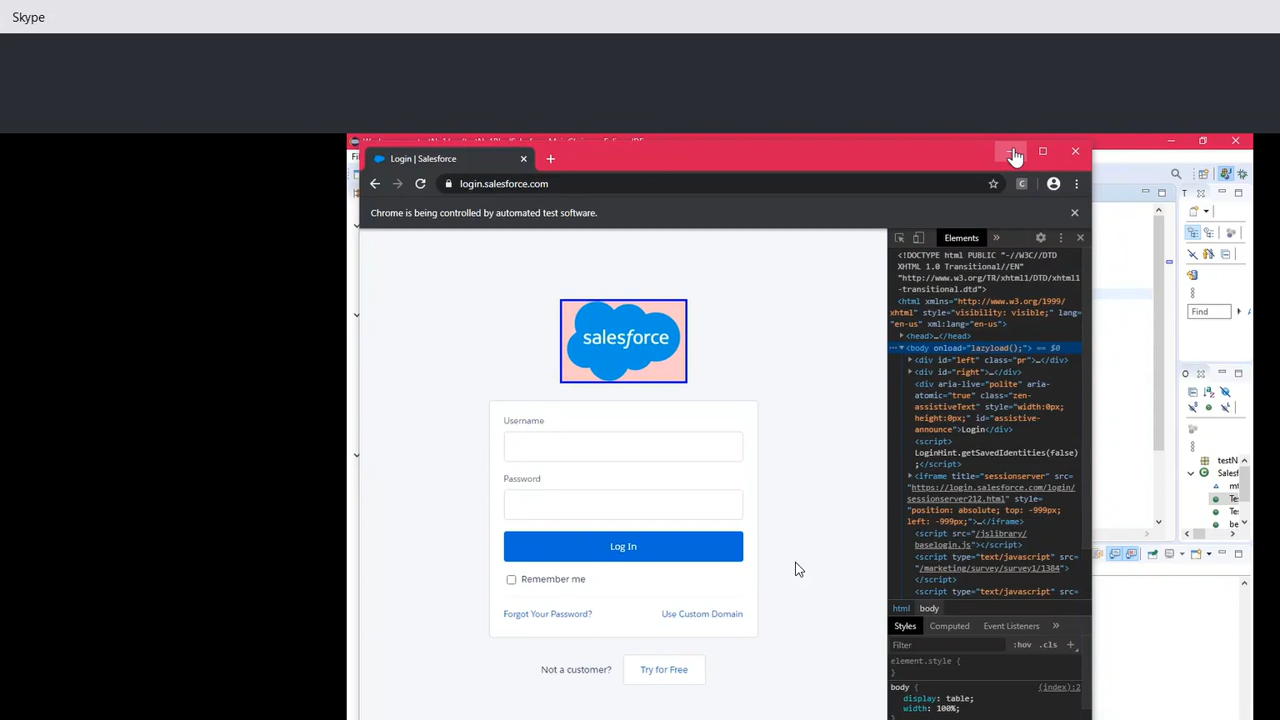 Skype
Login | Salesforce
login.salesforce.com
Chrome is being controlled by automated test software.
salesforce
Username
Password
Log In
Remember me
Forgot Your Password?
Use Custom Domain
Not a customer?
Try for Free
Elements
<!DOCTYPE html PUBLIC "-//W3C//DTD
XHTML 1.0 Transitional//EN"
"http://www.w3.org/TR/xhtml1/DTD/xhtml1
-transitional.dtd">
<html xmlns="http://www.w3.org/1999/
xhtml" style="visibility: visible;" lang=
"en-us" xml:lang="en-us">
<head>…</head>
<body onload="lazyload();"> == $0
<div id="left" class="pr">…</div>
<div id="right">…</div>
<div aria-live="polite" aria-
atomic="true" class="zen-
assistiveText" style="width:0px;
height:0px;" id="assistive-
announce">Login</div>
<script>
LoginHint.getSavedIdentities(false)
;</script>
<iframe title="sessionserver" src=
"https://login.salesforce.com/login/
sessionserver212.html" style=
"position: absolute; top: -999px;
left: -999px;">…</iframe>
<script src="/jslibrary/
baselogin.js"></script>
<script type="text/javascript" src=
"/marketing/survey/survey1/1384">
</script>
<script type="text/javascript" src=
html body
Styles Computed Event Listeners
Filter :hov .cls
element.style {
}
body { (index):2
display: table;
width: 100%;
Find
testN
Salesf
mt
Te
Te
be